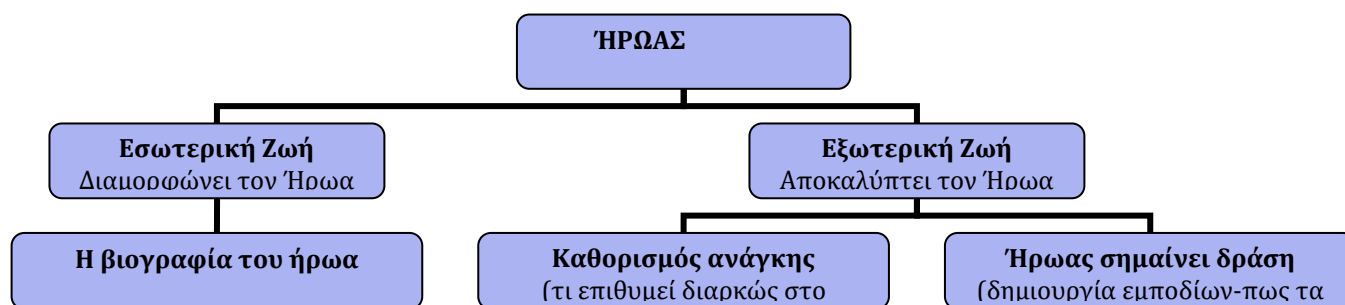 ΉΡΩΑΣ
Εσωτερική Ζωή
Διαμορφώνει τον Ήρωα
Εξωτερική Ζωή
Αποκαλύπτει τον Ήρωα
Η βιογραφία του ήρωα
Καθορισμός ανάγκης
(τι επιθυμεί διαρκώς στο
Ήρωας σημαίνει δράση
(δημιουργία εμποδίων-πως τα